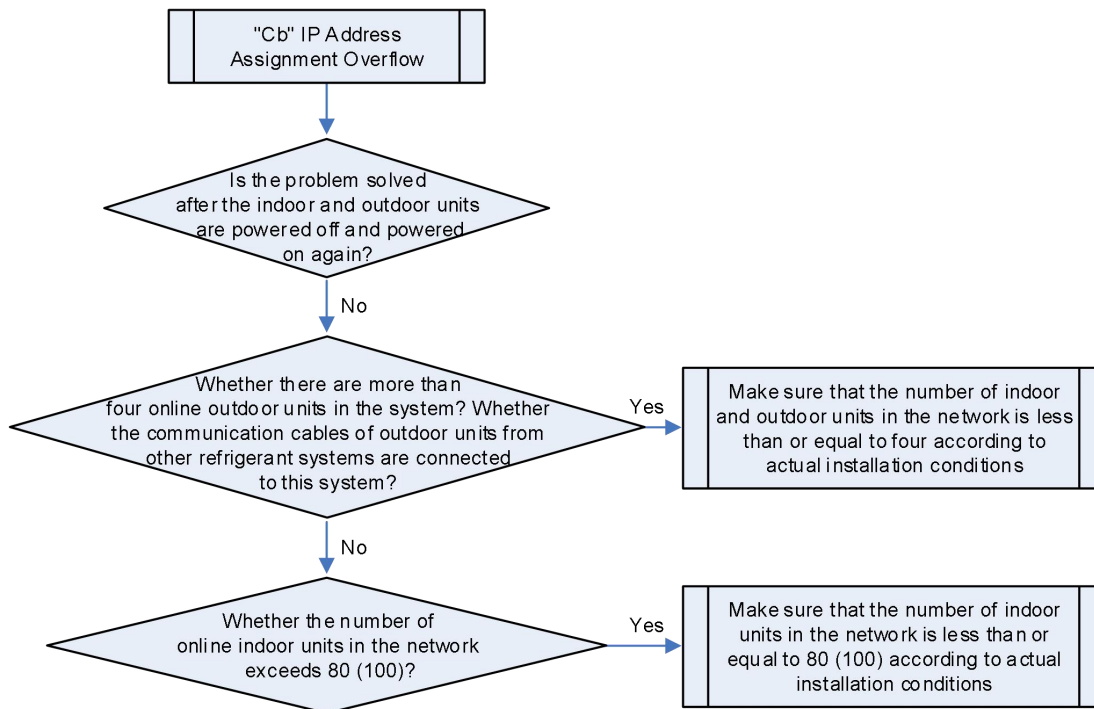 "Cb" IP Address
Assignment Overflow
Is the problem solved
after the indoor and outdoor units
are powered off and powered
on again?
No
Whether there are more than
four online outdoor units in the system? Whether
the communication cables of outdoor units from
other refrigerant systems are connected
to this system?
Yes
Make sure that the number of indoor
and outdoor units in the network is less
than or equal to four according to
actual installation conditions
No
Whether the number of
online indoor units in the network
exceeds 80 (100)?
Yes
Make sure that the number of indoor
units in the network is less than or
equal to 80 (100) according to actual
installation conditions